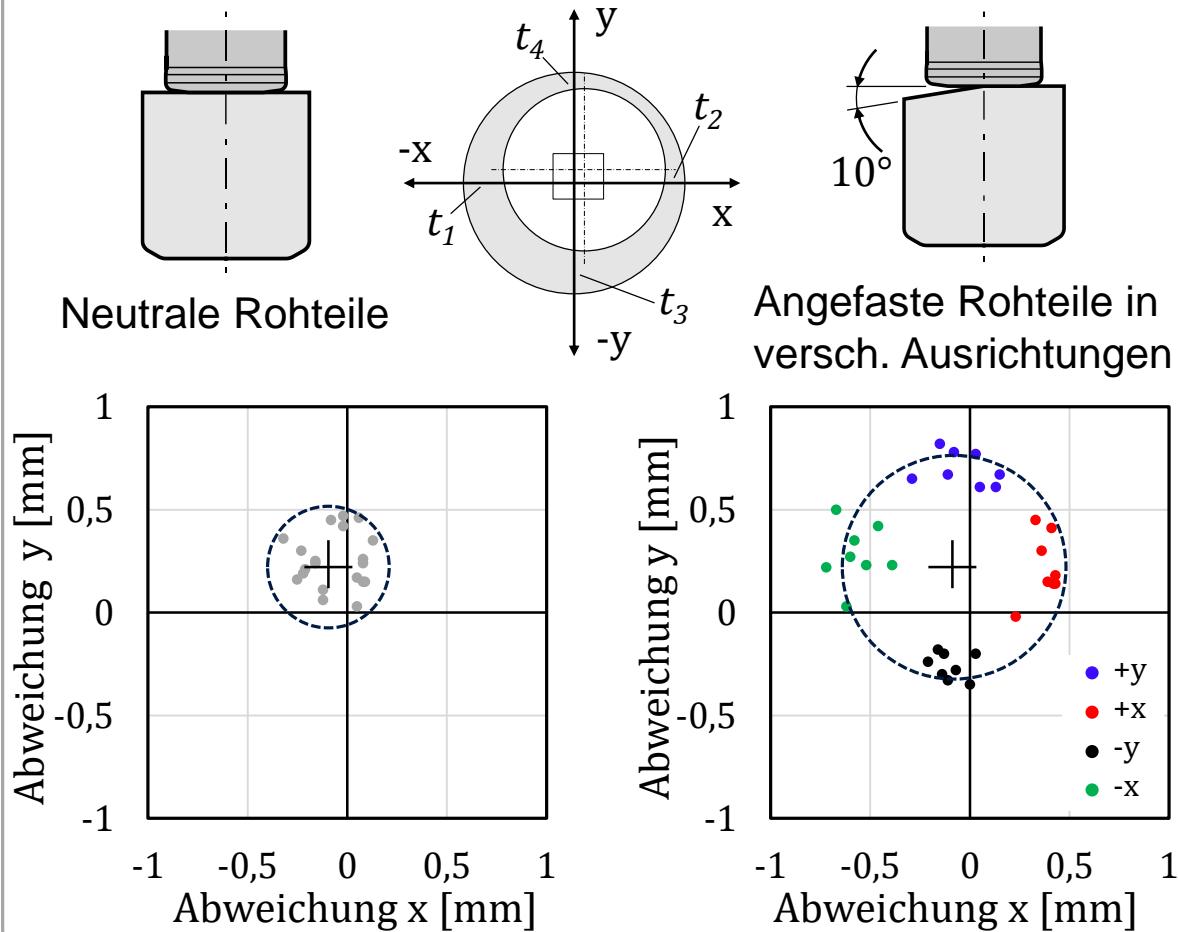 y
t4
t2
-x
x
t1
t3
-y
10°
Neutrale Rohteile
Angefaste Rohteile in
versch. Ausrichtungen
Abweichung y [mm]
1
0,5
0
-0,5
-1
-1 -0,5 0 0,5 1
Abweichung x [mm]
Abweichung y [mm]
1
0,5
0
-0,5
-1
+y
+x
-y
-x
-1 -0,5 0 0,5 1
Abweichung x [mm]